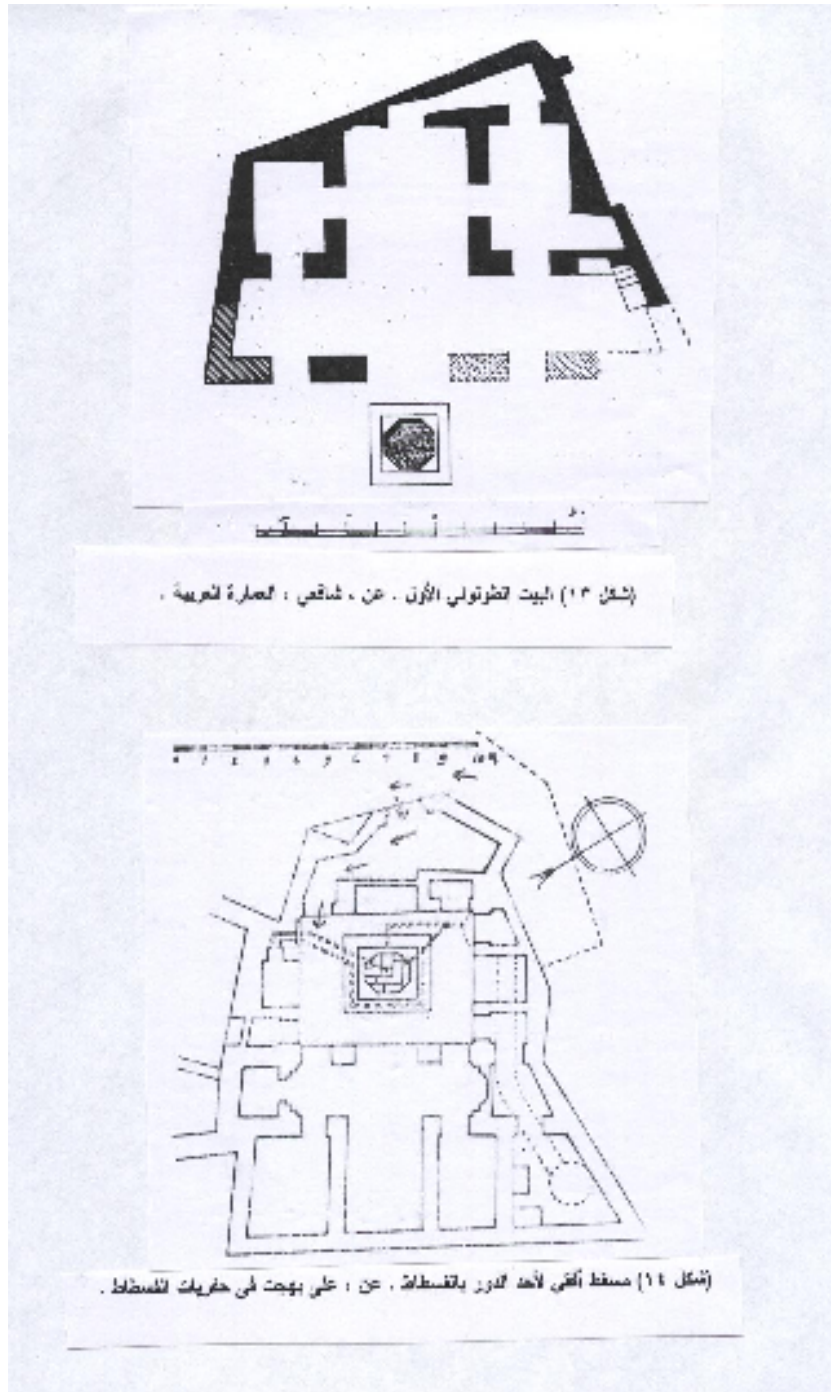 (شكل ١٣) البيت الطولوني الأول . عن ، شافعي ، العمارة العربية .
(شكل ١٤) مسقط أفقي لأحد الدور بالفسطاط . عن ، علي بهجت في حفريات الفسطاط .